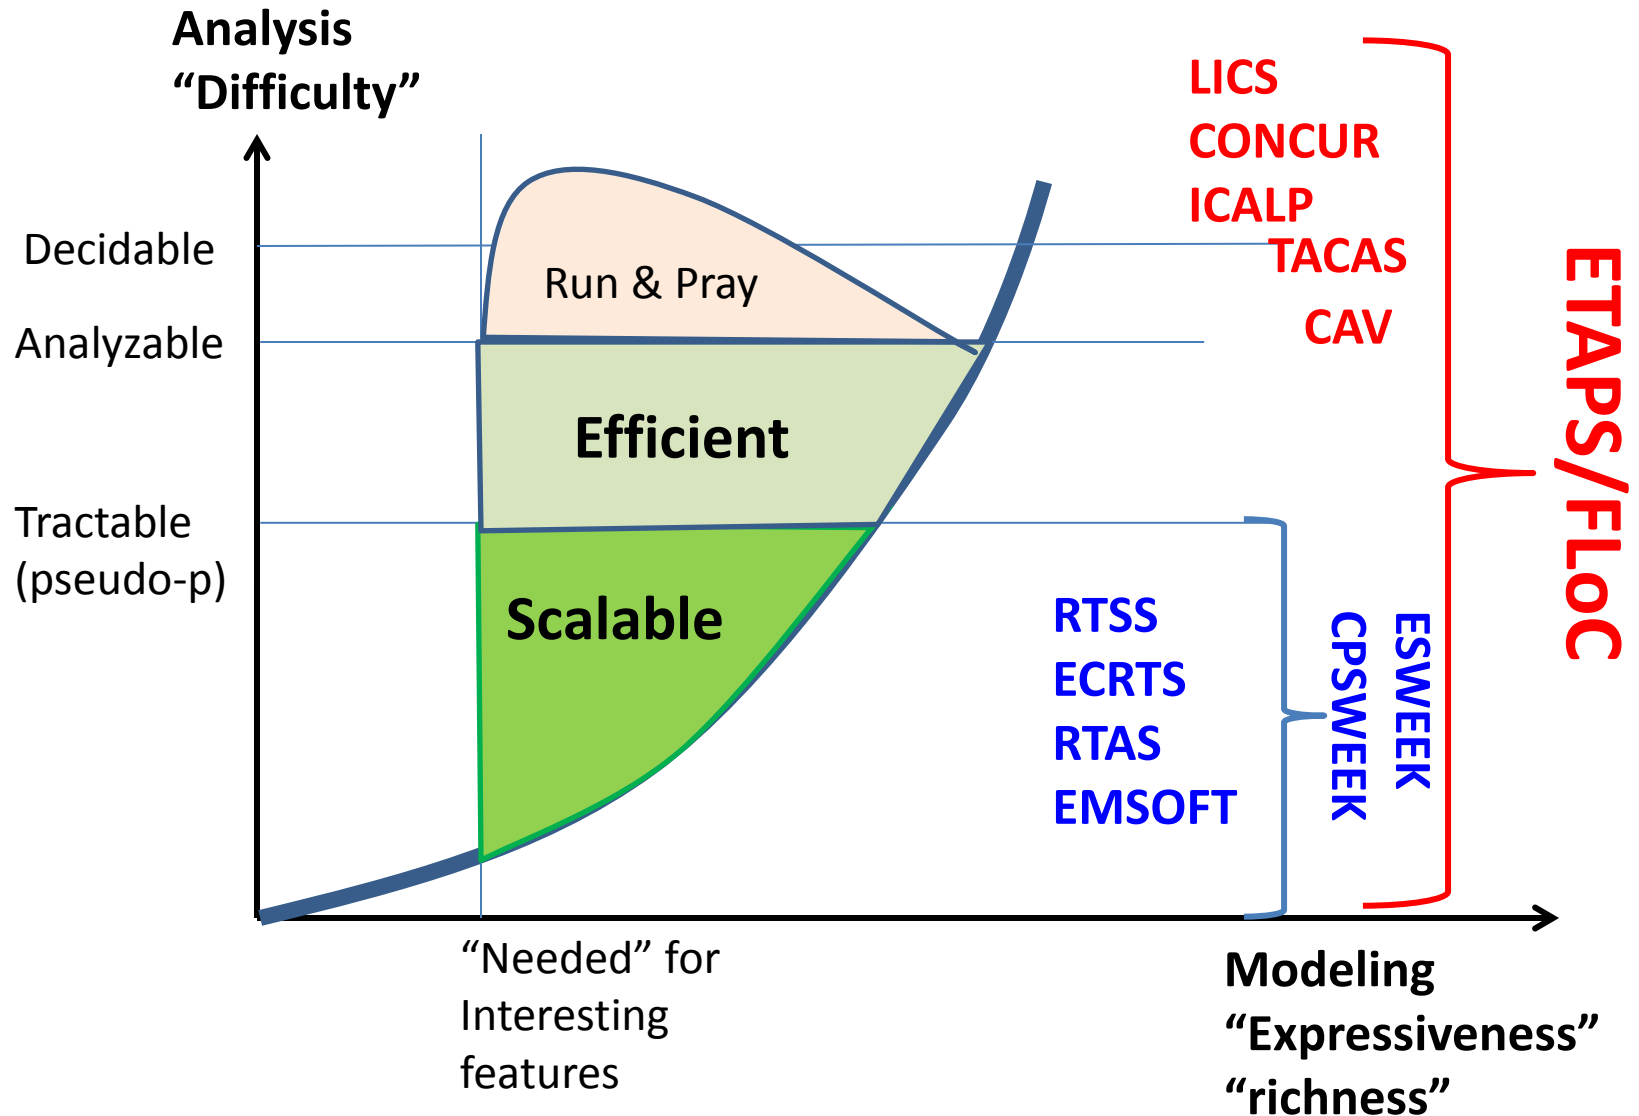 Analysis
“Difficulty”
LICS
CONCUR
ICALP
TACAS
CAV
Decidable
Run & Pray
Analyzable
Efficient
Tractable
(pseudo-p)
Scalable
RTSS
ECRTS
RTAS
EMSOFT
CPSWEEK
ESWEEK
ETAPS/FLoC
“Needed” for
Interesting
features
Modeling
“Expressiveness”
“richness”